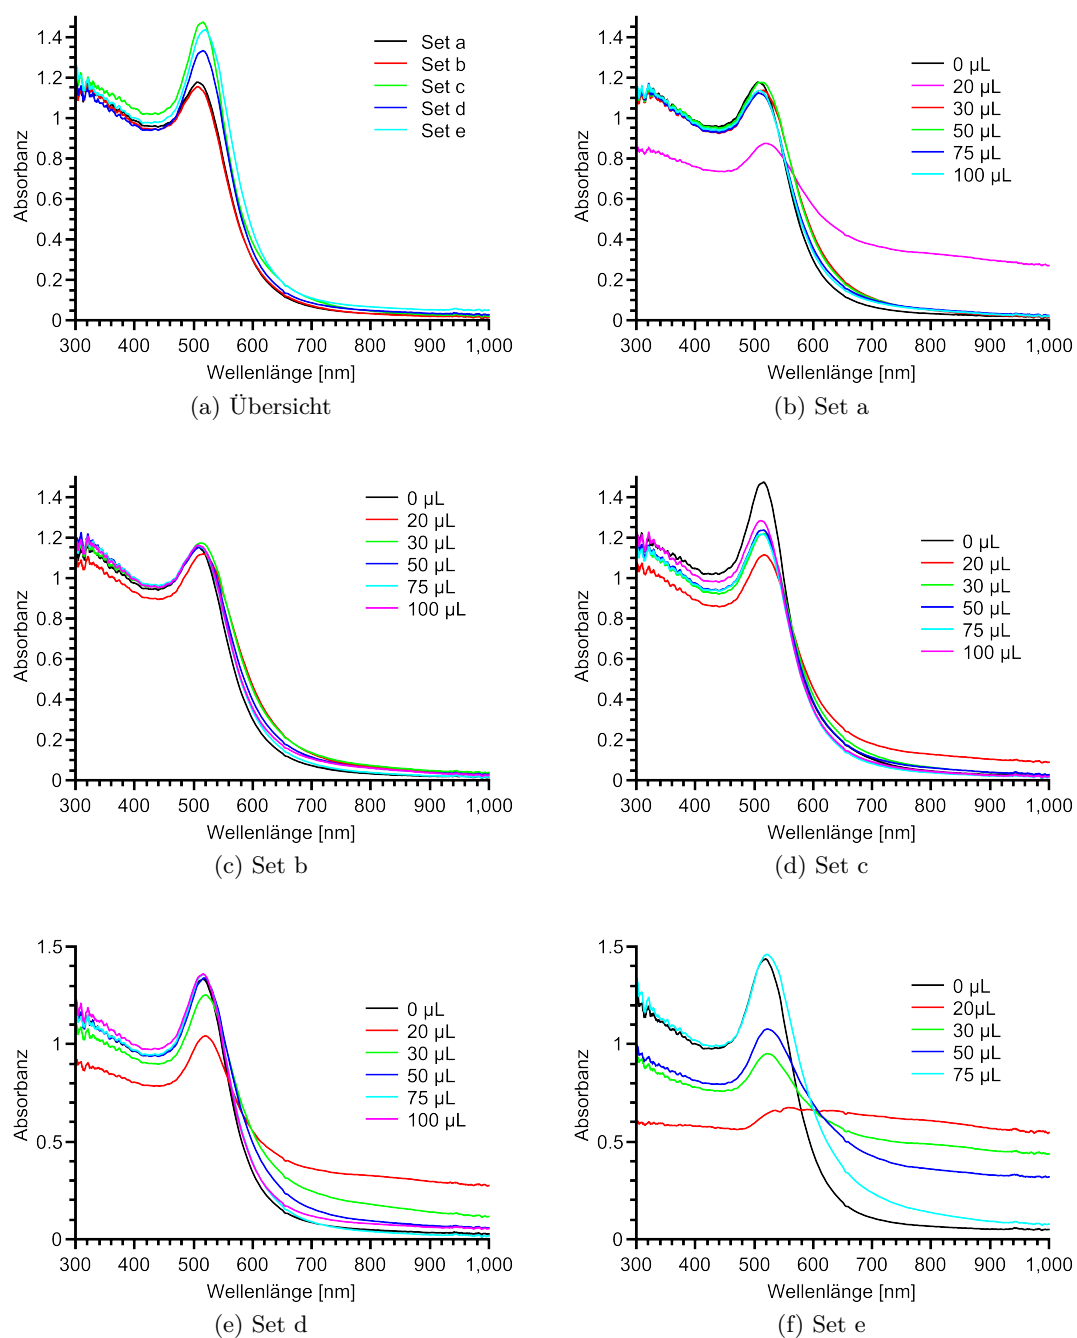 1.4
1.2
1
0.8
0.6
0.4
0.2
0
Absorbanz
300 400 500 600 700 800 900 1,000
Wellenlänge [nm]
Set a
Set b
Set c
Set d
Set e
(a) Übersicht
1.4
1.2
1
0.8
0.6
0.4
0.2
0
Absorbanz
300 400 500 600 700 800 900 1,000
Wellenlänge [nm]
0 µL
20 µL
30 µL
50 µL
75 µL
100 µL
(b) Set a
1.4
1.2
1
0.8
0.6
0.4
0.2
0
Absorbanz
300 400 500 600 700 800 900 1,000
Wellenlänge [nm]
0 µL
20 µL
30 µL
50 µL
75 µL
100 µL
(c) Set b
1.4
1.2
1
0.8
0.6
0.4
0.2
0
Absorbanz
300 400 500 600 700 800 900 1,000
Wellenlänge [nm]
0 µL
20 µL
30 µL
50 µL
75 µL
100 µL
(d) Set c
1.5
1
0.5
0
Absorbanz
300 400 500 600 700 800 900 1,000
Wellenlänge [nm]
0 µL
20 µL
30 µL
50 µL
75 µL
100 µL
(e) Set d
1.5
1
0.5
0
Absorbanz
300 400 500 600 700 800 900 1,000
Wellenlänge [nm]
0 µL
20µL
30 µL
50 µL
75 µL
(f) Set e